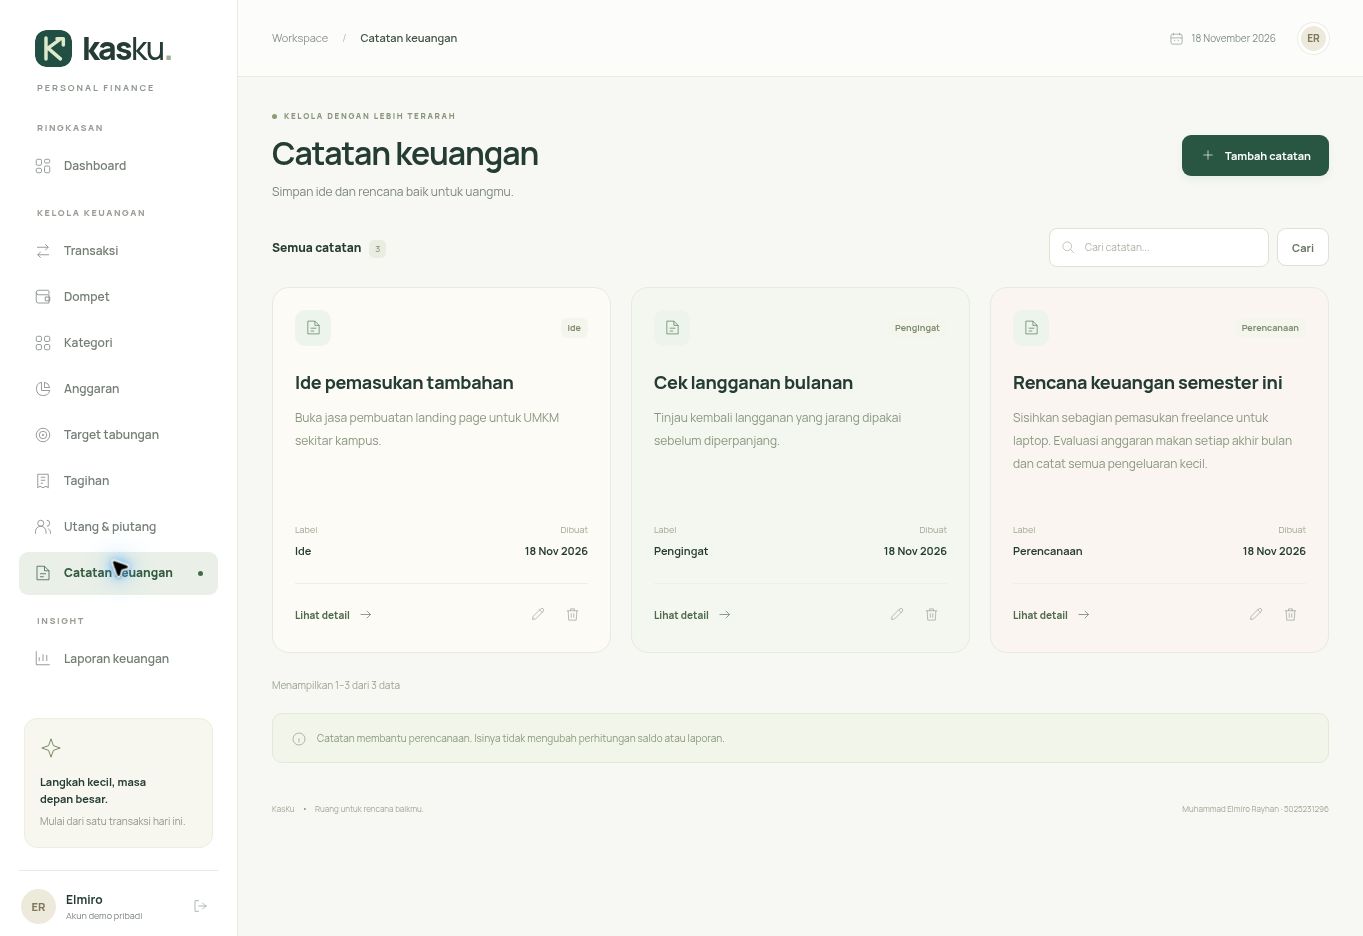 kasku.
PERSONAL FINANCE
RINGKASAN
Dashboard
KELOLA KEUANGAN
Transaksi
Dompet
Kategori
Anggaran
Target tabungan
Tagihan
Utang & piutang
Catatan keuangan
INSIGHT
Laporan keuangan
Langkah kecil, masa
depan besar.
Mulai dari satu transaksi hari ini.
ER
Elmiro
Akun demo pribadi
Workspace / Catatan keuangan
18 November 2026
ER
KELOLA DENGAN LEBIH TERARAH
Catatan keuangan
Simpan ide dan rencana baik untuk uangmu.
Tambah catatan
Semua catatan 3
Cari catatan...
Cari
Ide
Ide pemasukan tambahan
Buka jasa pembuatan landing page untuk UMKM
sekitar kampus.
Label Dibuat
Ide 18 Nov 2026
Lihat detail
Pengingat
Cek langganan bulanan
Tinjau kembali langganan yang jarang dipakai
sebelum diperpanjang.
Label Dibuat
Pengingat 18 Nov 2026
Lihat detail
Perencanaan
Rencana keuangan semester ini
Sisihkan sebagian pemasukan freelance untuk
laptop. Evaluasi anggaran makan setiap akhir bulan
dan catat semua pengeluaran kecil.
Label Dibuat
Perencanaan 18 Nov 2026
Lihat detail
Menampilkan 1–3 dari 3 data
Catatan membantu perencanaan. Isinya tidak mengubah perhitungan saldo atau laporan.
KasKu • Ruang untuk rencana baikmu.
Muhammad Elmiro Rayhan · 5025231296